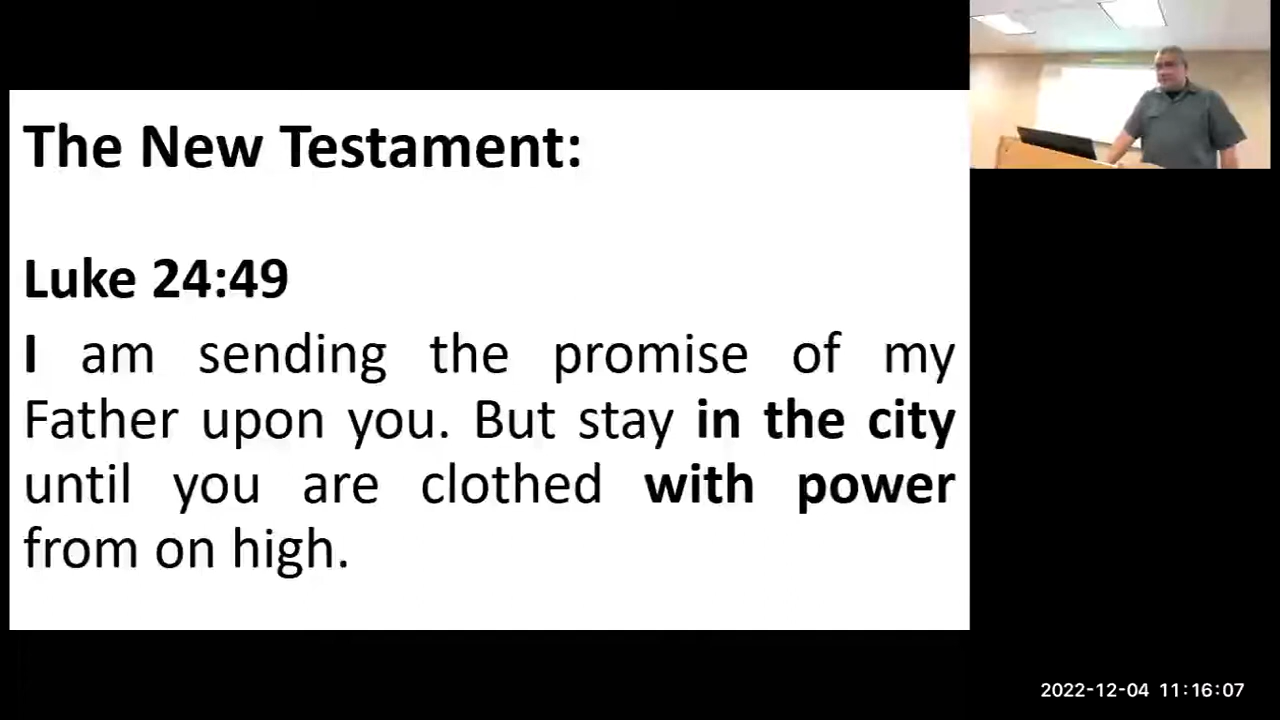 The New Testament:
Luke 24:49
I am sending the promise of my
Father upon you. But stay in the city
until you are clothed with power
from on high.
2022-12-04 11:16:07